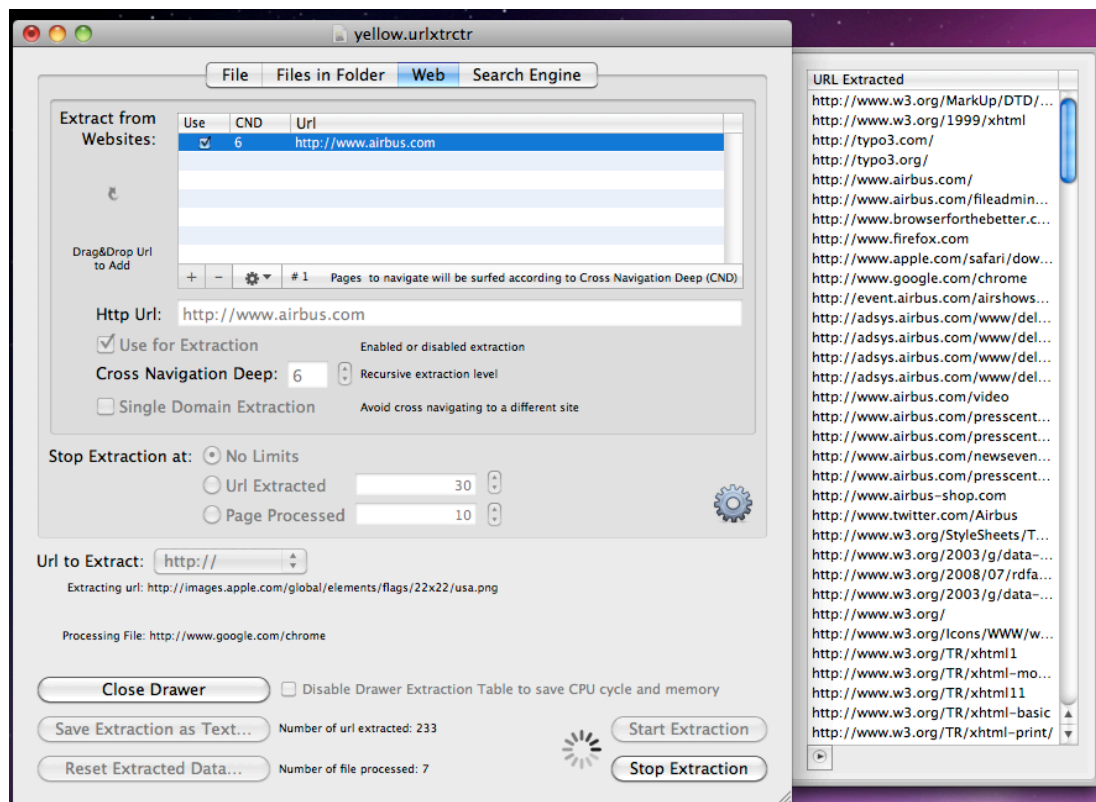 yellow.urlxtrctr
File Files in Folder Web Search Engine
Extract from Websites:
Use CND Url
6 http://www.airbus.com
Drag&Drop Url
to Add
+ - # 1 Pages to navigate will be surfed according to Cross Navigation Deep (CND)
Http Url: http://www.airbus.com
Use for Extraction Enabled or disabled extraction
Cross Navigation Deep: 6 Recursive extraction level
Single Domain Extraction Avoid cross navigating to a different site
Stop Extraction at: No Limits
Url Extracted 30
Page Processed 10
Url to Extract: http://
Extracting url: http://images.apple.com/global/elements/flags/22x22/usa.png
Processing File: http://www.google.com/chrome
Close Drawer Disable Drawer Extraction Table to save CPU cycle and memory
Save Extraction as Text... Number of url extracted: 233 Start Extraction
Reset Extracted Data... Number of file processed: 7 Stop Extraction
URL Extracted
http://www.w3.org/MarkUp/DTD/...
http://www.w3.org/1999/xhtml
http://typo3.com/
http://typo3.org/
http://www.airbus.com/
http://www.airbus.com/fileadmin...
http://www.browserforthebetter.c...
http://www.firefox.com
http://www.apple.com/safari/dow...
http://www.google.com/chrome
http://event.airbus.com/airshows...
http://adsys.airbus.com/www/del...
http://adsys.airbus.com/www/del...
http://adsys.airbus.com/www/del...
http://adsys.airbus.com/www/del...
http://www.airbus.com/video
http://www.airbus.com/presscent...
http://www.airbus.com/presscent...
http://www.airbus.com/newseven...
http://www.airbus.com/presscent...
http://www.airbus-shop.com
http://www.twitter.com/Airbus
http://www.w3.org/StyleSheets/T...
http://www.w3.org/2003/g/data-...
http://www.w3.org/2008/07/rdfa...
http://www.w3.org/2003/g/data-...
http://www.w3.org/
http://www.w3.org/Icons/WWW/w...
http://www.w3.org/TR/xhtml1
http://www.w3.org/TR/xhtml-mo...
http://www.w3.org/TR/xhtml11
http://www.w3.org/TR/xhtml-basic
http://www.w3.org/TR/xhtml-print/